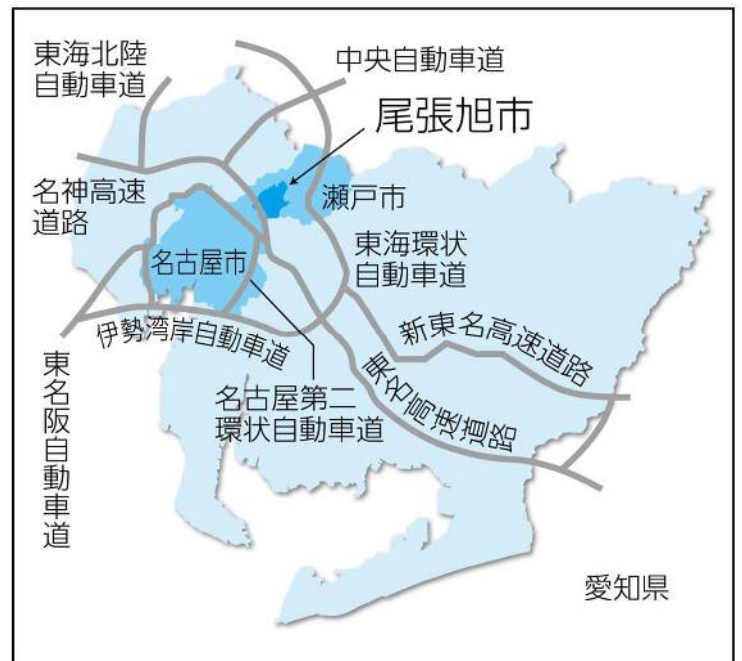 東海北陸
自動車道
中央自動車道
尾張旭市
名神高速
道路
瀬戸市
東海環状
自動車道
名古屋市
伊勢湾岸自動車道
新東名高速道路
東名高速道路
名古屋第二
環状自動車道
東名阪自動車道
愛知県